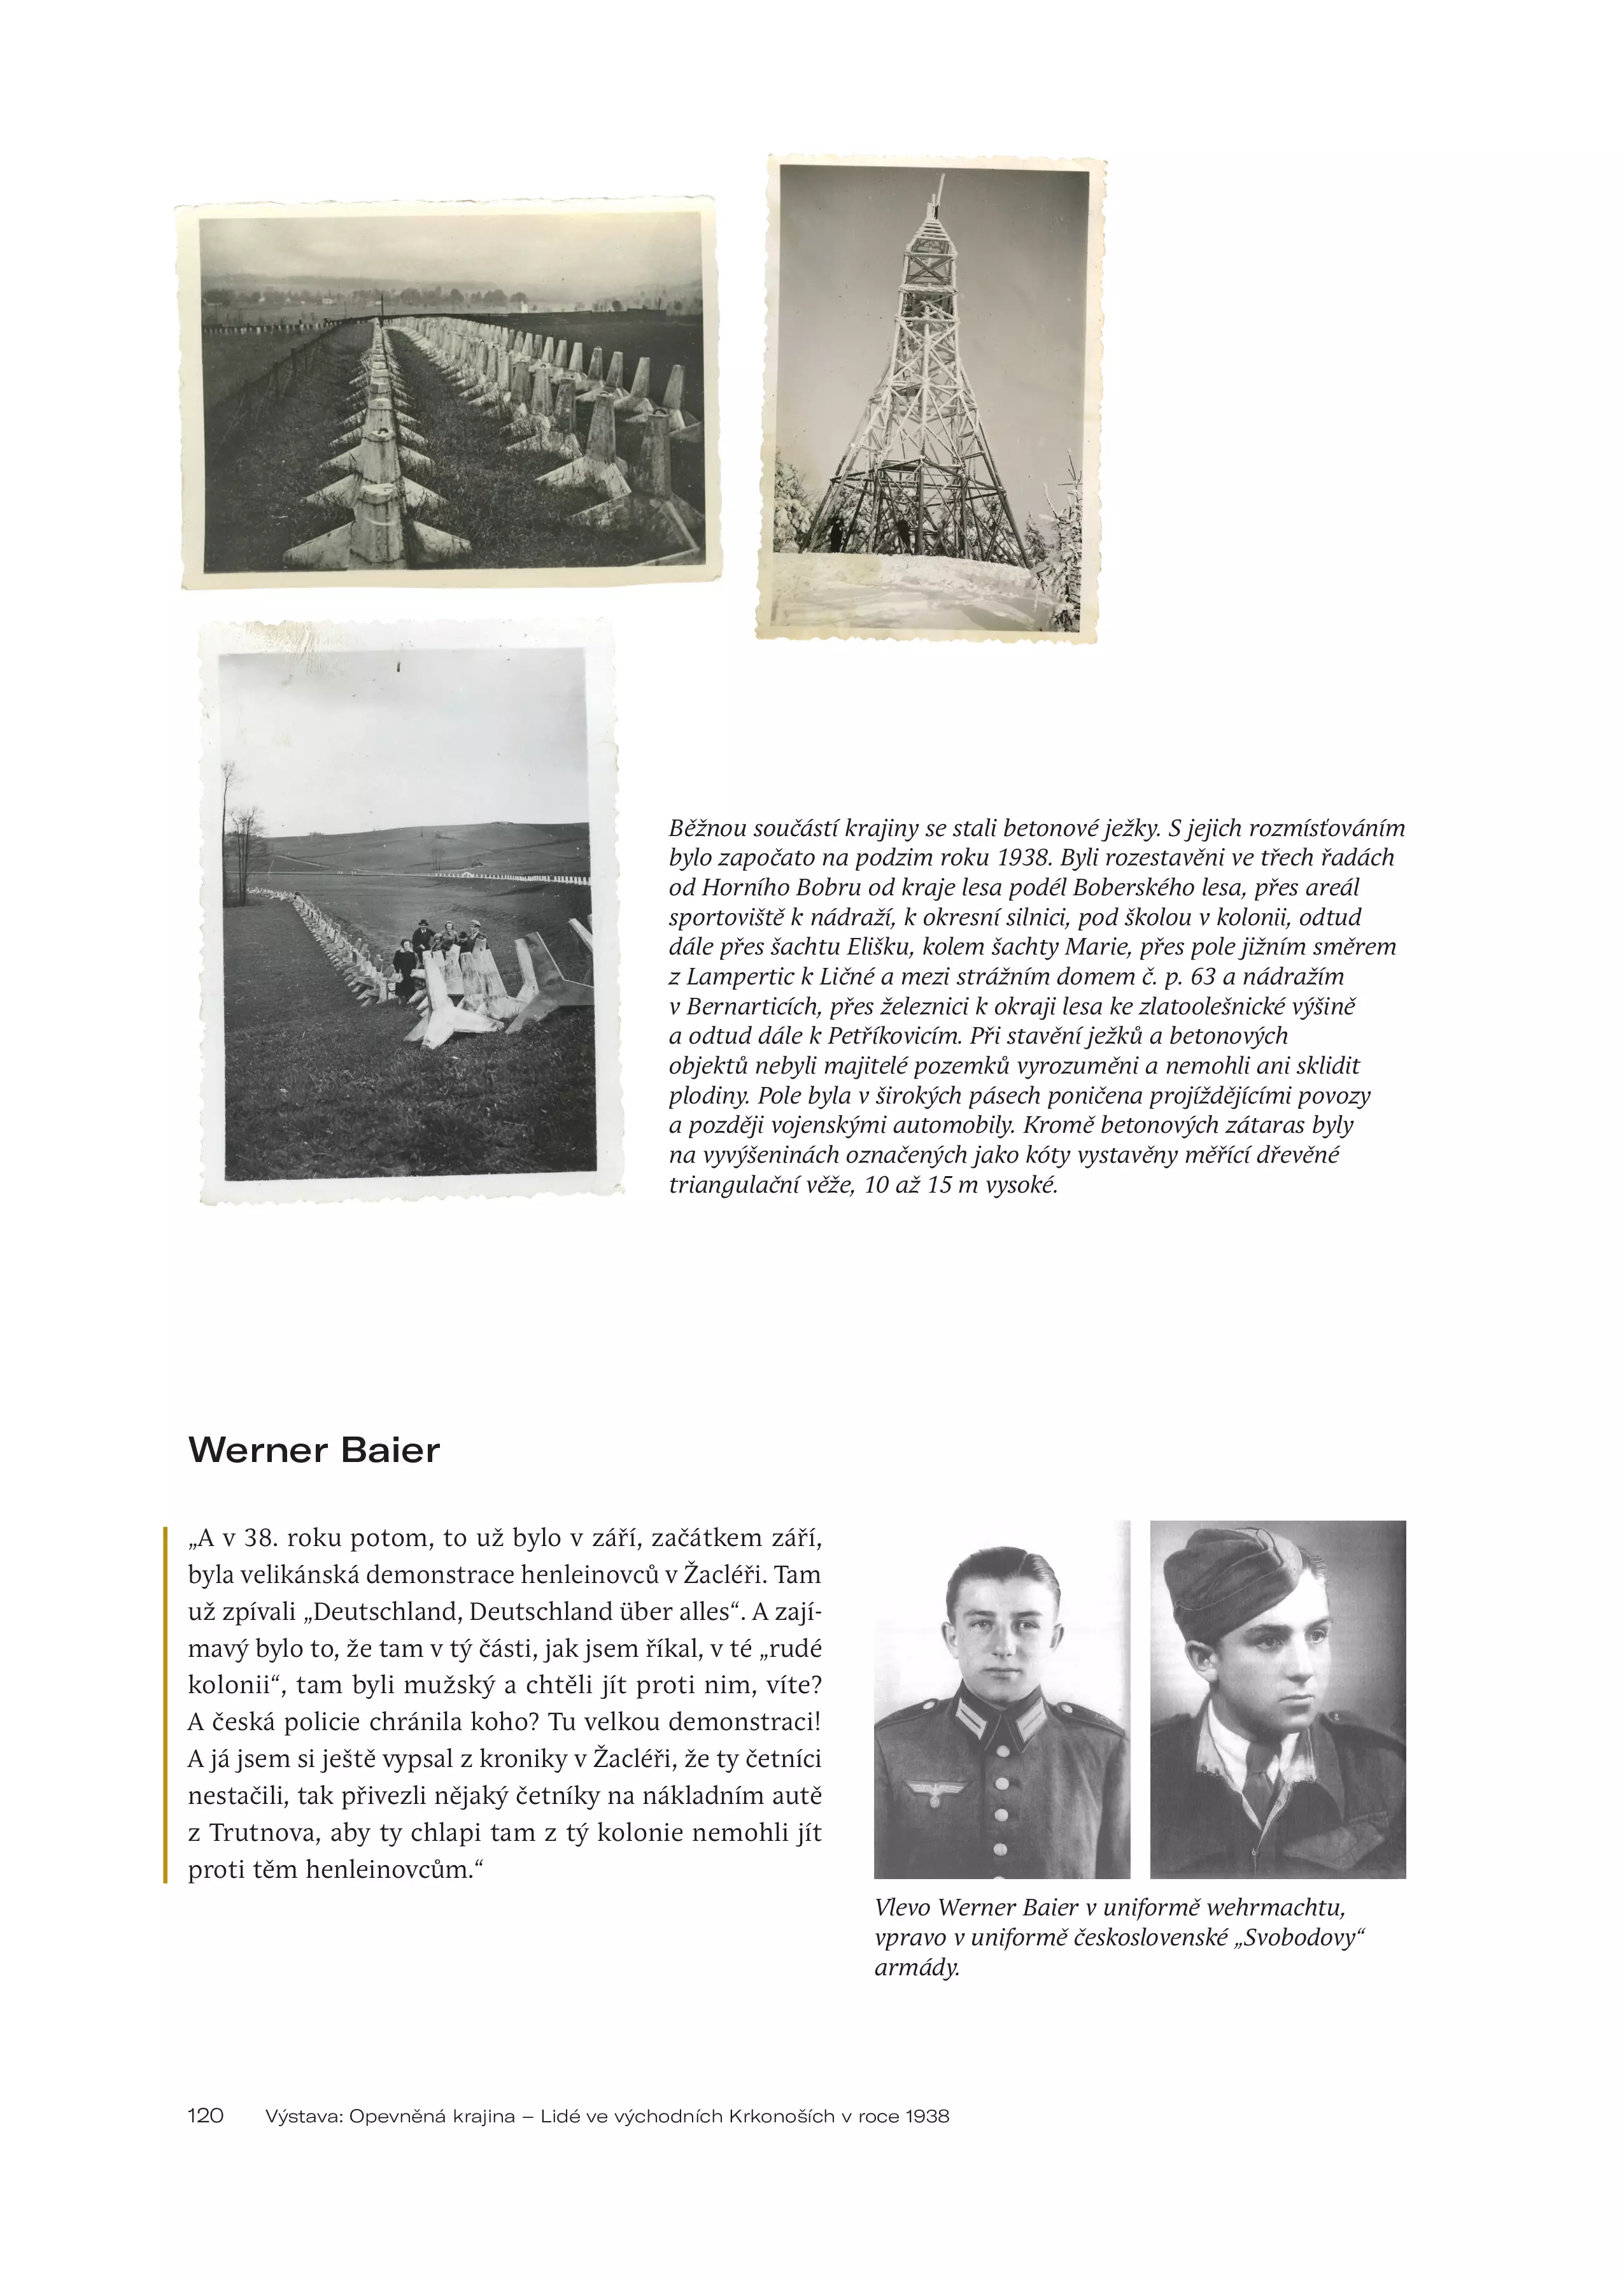 Běžnou součástí krajiny se stali betonové ježky. S jejich rozmísťováním
bylo započato na podzim roku 1938. Byli rozestavěni ve třech řadách
od Horního Bobru od kraje lesa podél Boberského lesa, přes areál
sportoviště k nádraží, k okresní silnici, pod školou v kolonii, odtud
dále přes šachtu Elišku, kolem šachty Marie, přes pole jižním směrem
z Lampertic k Ličné a mezi strážním domem č. p. 63 a nádražím
v Bernarticích, přes železnici k okraji lesa ke zlatoolešnické výšině
a odtud dále k Petříkovicím. Při stavění ježků a betonových
objektů nebyli majitelé pozemků vyrozuměni a nemohli ani sklidit
plodiny. Pole byla v širokých pásech poničena projíždějícími povozy
a později vojenskými automobily. Kromě betonových zátaras byly
na vyvýšeninách označených jako kóty vystavěny měřící dřevěné
triangulační věže, 10 až 15 m vysoké.
Werner Baier
„A v 38. roku potom, to už bylo v září, začátkem září,
byla velikánská demonstrace henleinovců v Žacléři. Tam
už zpívali „Deutschland, Deutschland über alles“. A zají-
mavý bylo to, že tam v tý části, jak jsem říkal, v té „rudé
kolonii“, tam byli mužský a chtěli jít proti nim, víte?
A česká policie chránila koho? Tu velkou demonstraci!
A já jsem si ještě vypsal z kroniky v Žacléři, že ty četníci
nestačili, tak přivezli nějaký četníky na nákladním autě
z Trutnova, aby ty chlapi tam z tý kolonie nemohli jít
proti těm henleinovcům.“
Vlevo Werner Baier v uniformě wehrmachtu,
vpravo v uniformě československé „Svobodovy“
armády.
120 Výstava: Opevněná krajina – Lidé ve východních Krkonoších v roce 1938